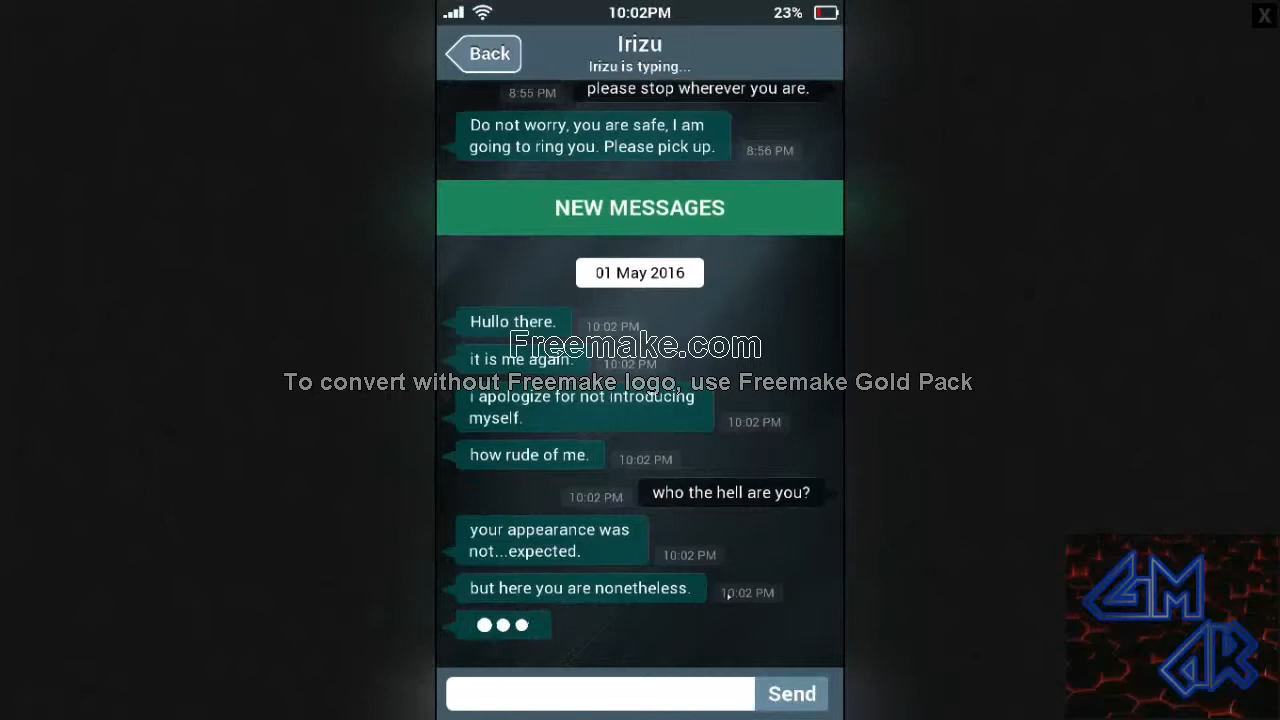 10:02PM
23%
X
Back
Irizu
Irizu is typing...
please stop wherever you are.
8:55 PM
Do not worry, you are safe, I am
going to ring you. Please pick up.
8:56 PM
NEW MESSAGES
01 May 2016
Hullo there.
10:02 PM
Freemake.com
it is me again.
10:02 PM
To convert without Freemake logo, use Freemake Gold Pack
i apologize for not introducing
myself.
10:02 PM
how rude of me.
10:02 PM
who the hell are you?
10:02 PM
your appearance was
not...expected.
10:02 PM
but here you are nonetheless.
10:02 PM
Send